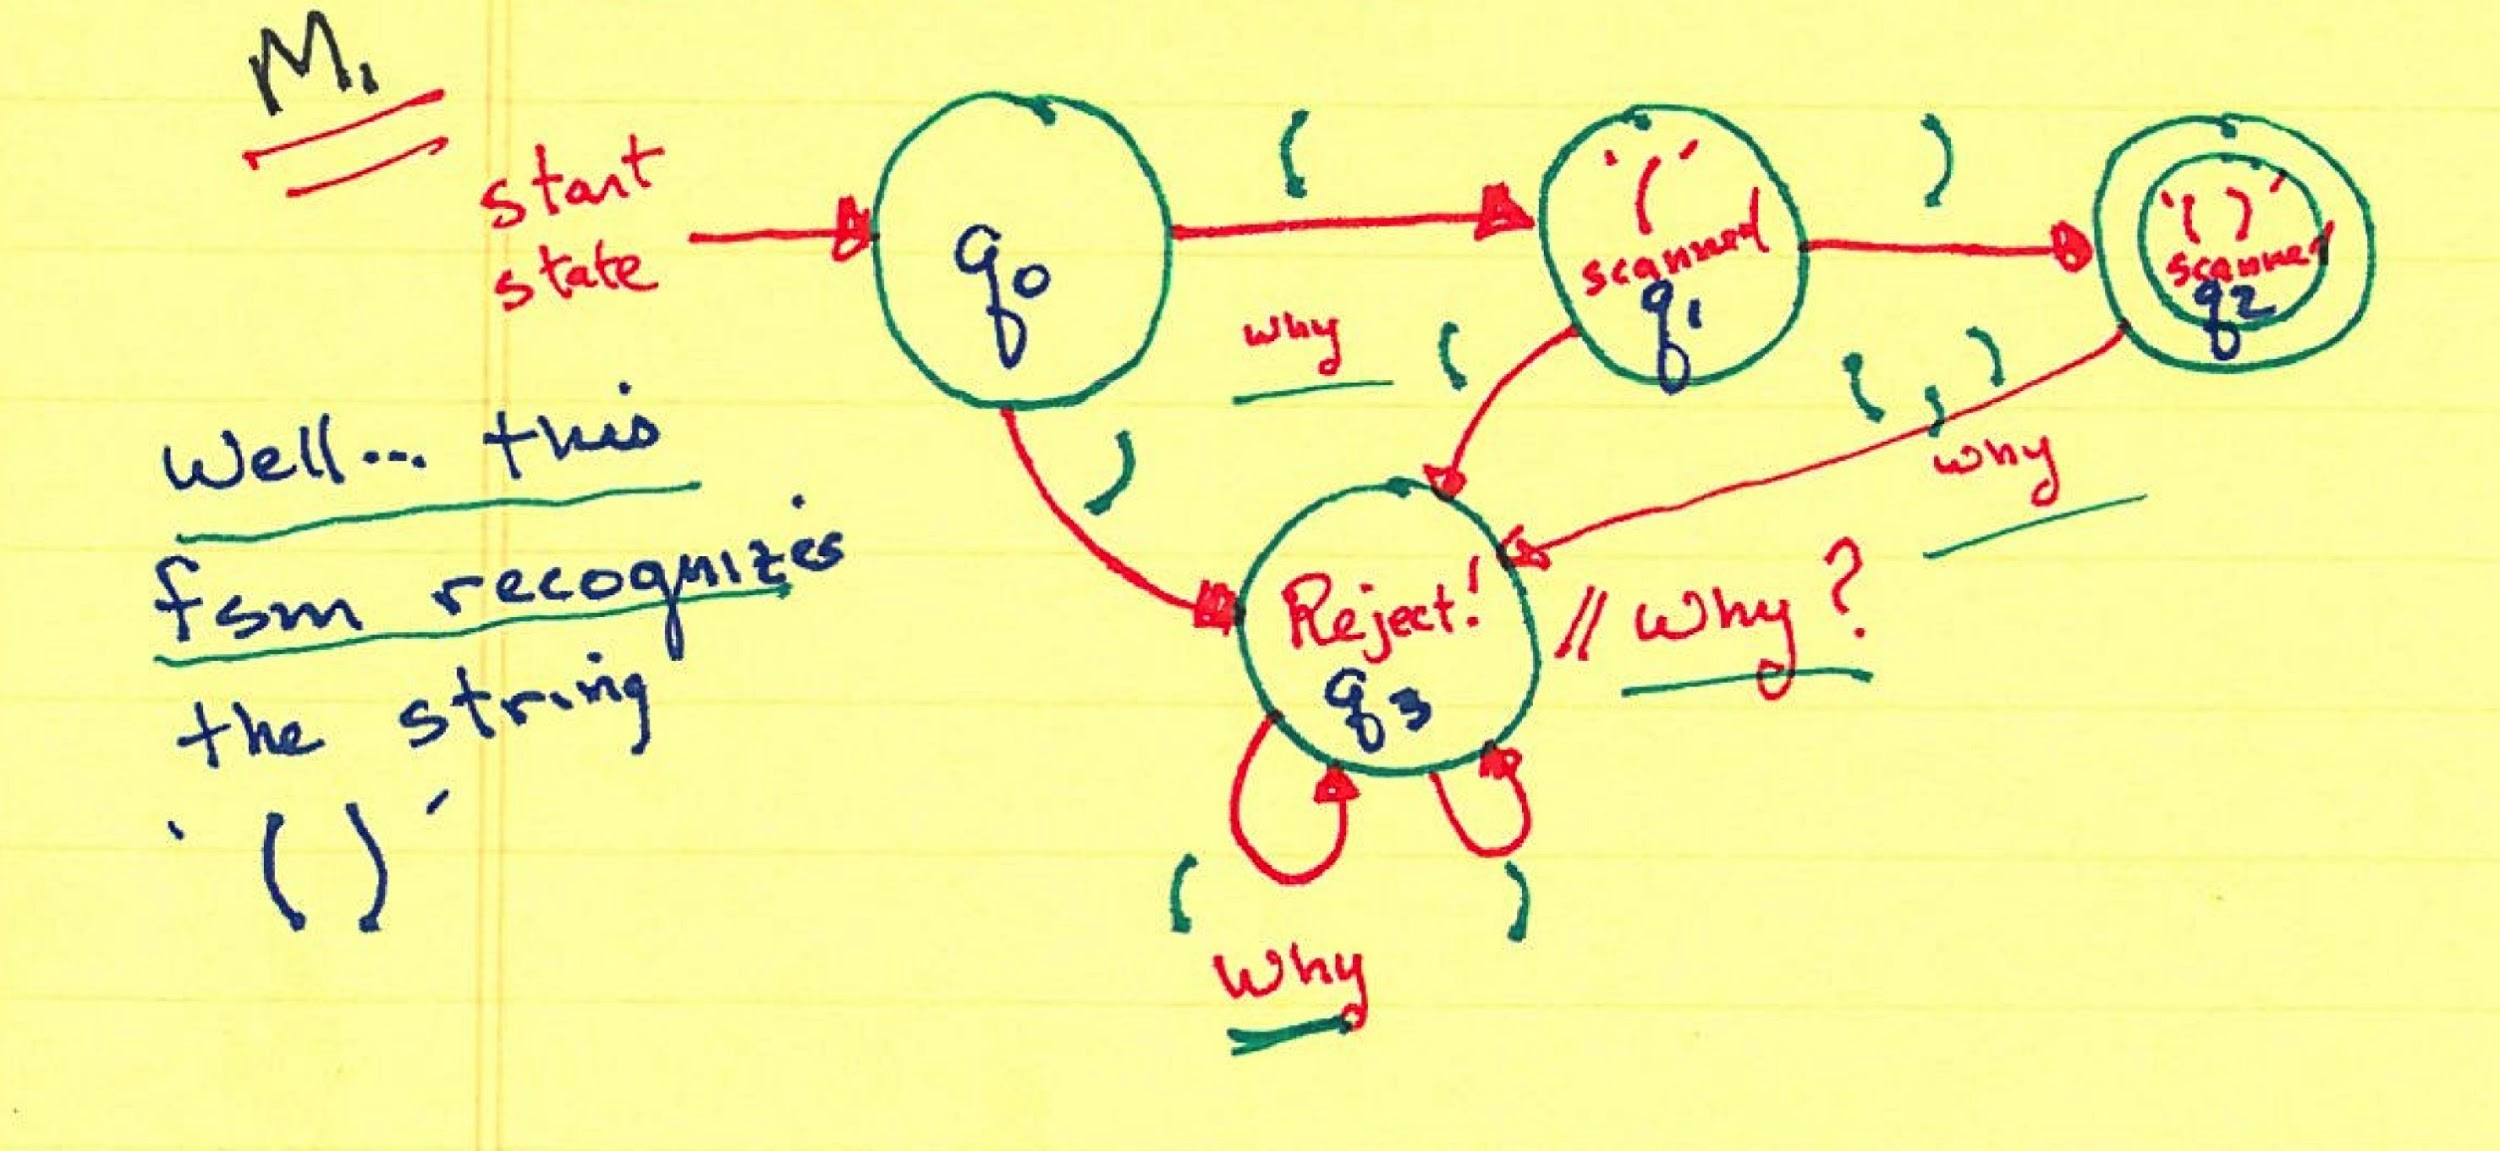 M₁
start
state
q₀
(
'(' 
scanned
q₁
)
'()'
scanned
q₂
why
(
( , )
why
)
Well... this
fsm recognizes
the string
'()'
Reject!
q₃
// Why?
(
)
Why